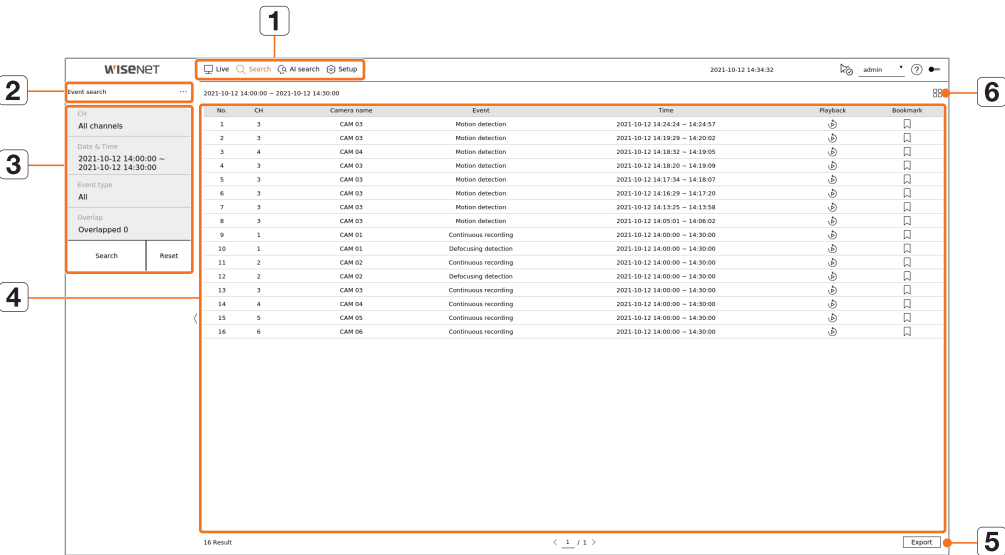 1
WISENET Live Search AI search Setup 2021-10-12 14:34:32 admin ?
2 Event search ... 2021-10-12 14:00:00 ~ 2021-10-12 14:30:00 6
No. CH Camera name Event Time Playback Bookmark
CH
All channels
Date & Time
3
2021-10-12 14:00:00 ~
2021-10-12 14:30:00
Event type
All
Overlap
Overlapped 0
Search Reset
1 3 CAM 03 Motion detection 2021-10-12 14:24:24 ~ 14:24:57
2 3 CAM 03 Motion detection 2021-10-12 14:19:29 ~ 14:20:02
3 4 CAM 04 Motion detection 2021-10-12 14:18:32 ~ 14:19:05
4 3 CAM 03 Motion detection 2021-10-12 14:18:20 ~ 14:19:09
5 3 CAM 03 Motion detection 2021-10-12 14:17:34 ~ 14:18:07
6 3 CAM 03 Motion detection 2021-10-12 14:16:29 ~ 14:17:20
7 3 CAM 03 Motion detection 2021-10-12 14:13:25 ~ 14:13:58
8 3 CAM 03 Motion detection 2021-10-12 14:05:01 ~ 14:06:02
9 1 CAM 01 Continuous recording 2021-10-12 14:00:00 ~ 14:30:00
10 1 CAM 01 Defocusing detection 2021-10-12 14:00:00 ~ 14:30:00
11 2 CAM 02 Continuous recording 2021-10-12 14:00:00 ~ 14:30:00
12 2 CAM 02 Defocusing detection 2021-10-12 14:00:00 ~ 14:30:00
13 3 CAM 03 Continuous recording 2021-10-12 14:00:00 ~ 14:30:00
14 4 CAM 04 Continuous recording 2021-10-12 14:00:00 ~ 14:30:00
15 5 CAM 05 Continuous recording 2021-10-12 14:00:00 ~ 14:30:00
16 6 CAM 06 Continuous recording 2021-10-12 14:00:00 ~ 14:30:00
4
16 Result < 1 / 1 > Export 5